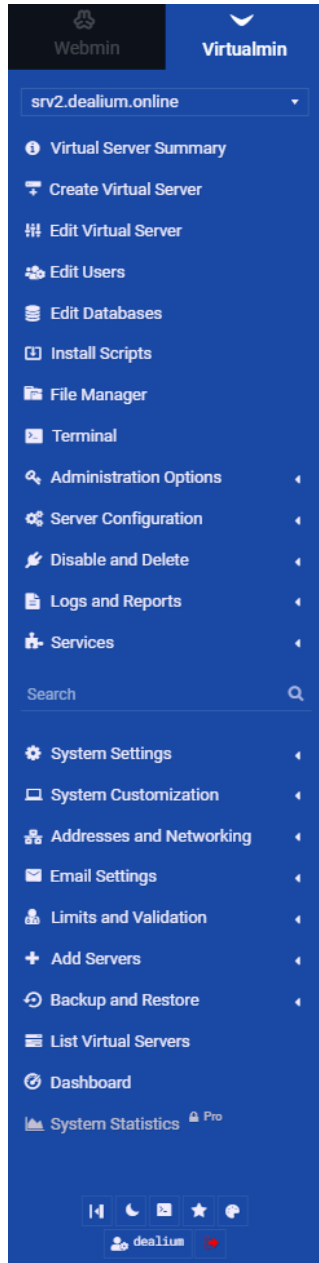 Webmin
Virtualmin
srv2.dealium.online
Virtual Server Summary
Create Virtual Server
Edit Virtual Server
Edit Users
Edit Databases
Install Scripts
File Manager
Terminal
Administration Options
Server Configuration
Disable and Delete
Logs and Reports
Services
Search
System Settings
System Customization
Addresses and Networking
Email Settings
Limits and Validation
Add Servers
Backup and Restore
List Virtual Servers
Dashboard
System Statistics Pro
dealium